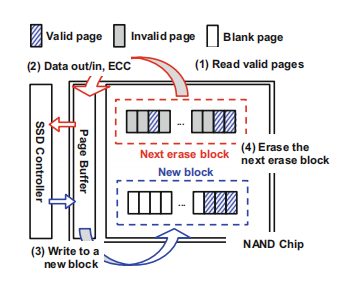 Valid page
Invalid page
Blank page
(2) Data out/in, ECC
(1) Read valid pages
SSD Controller
Page Buffer
...
Next erase block
(4) Erase the
next erase block
New block
...
(3) Write to a
new block
NAND Chip